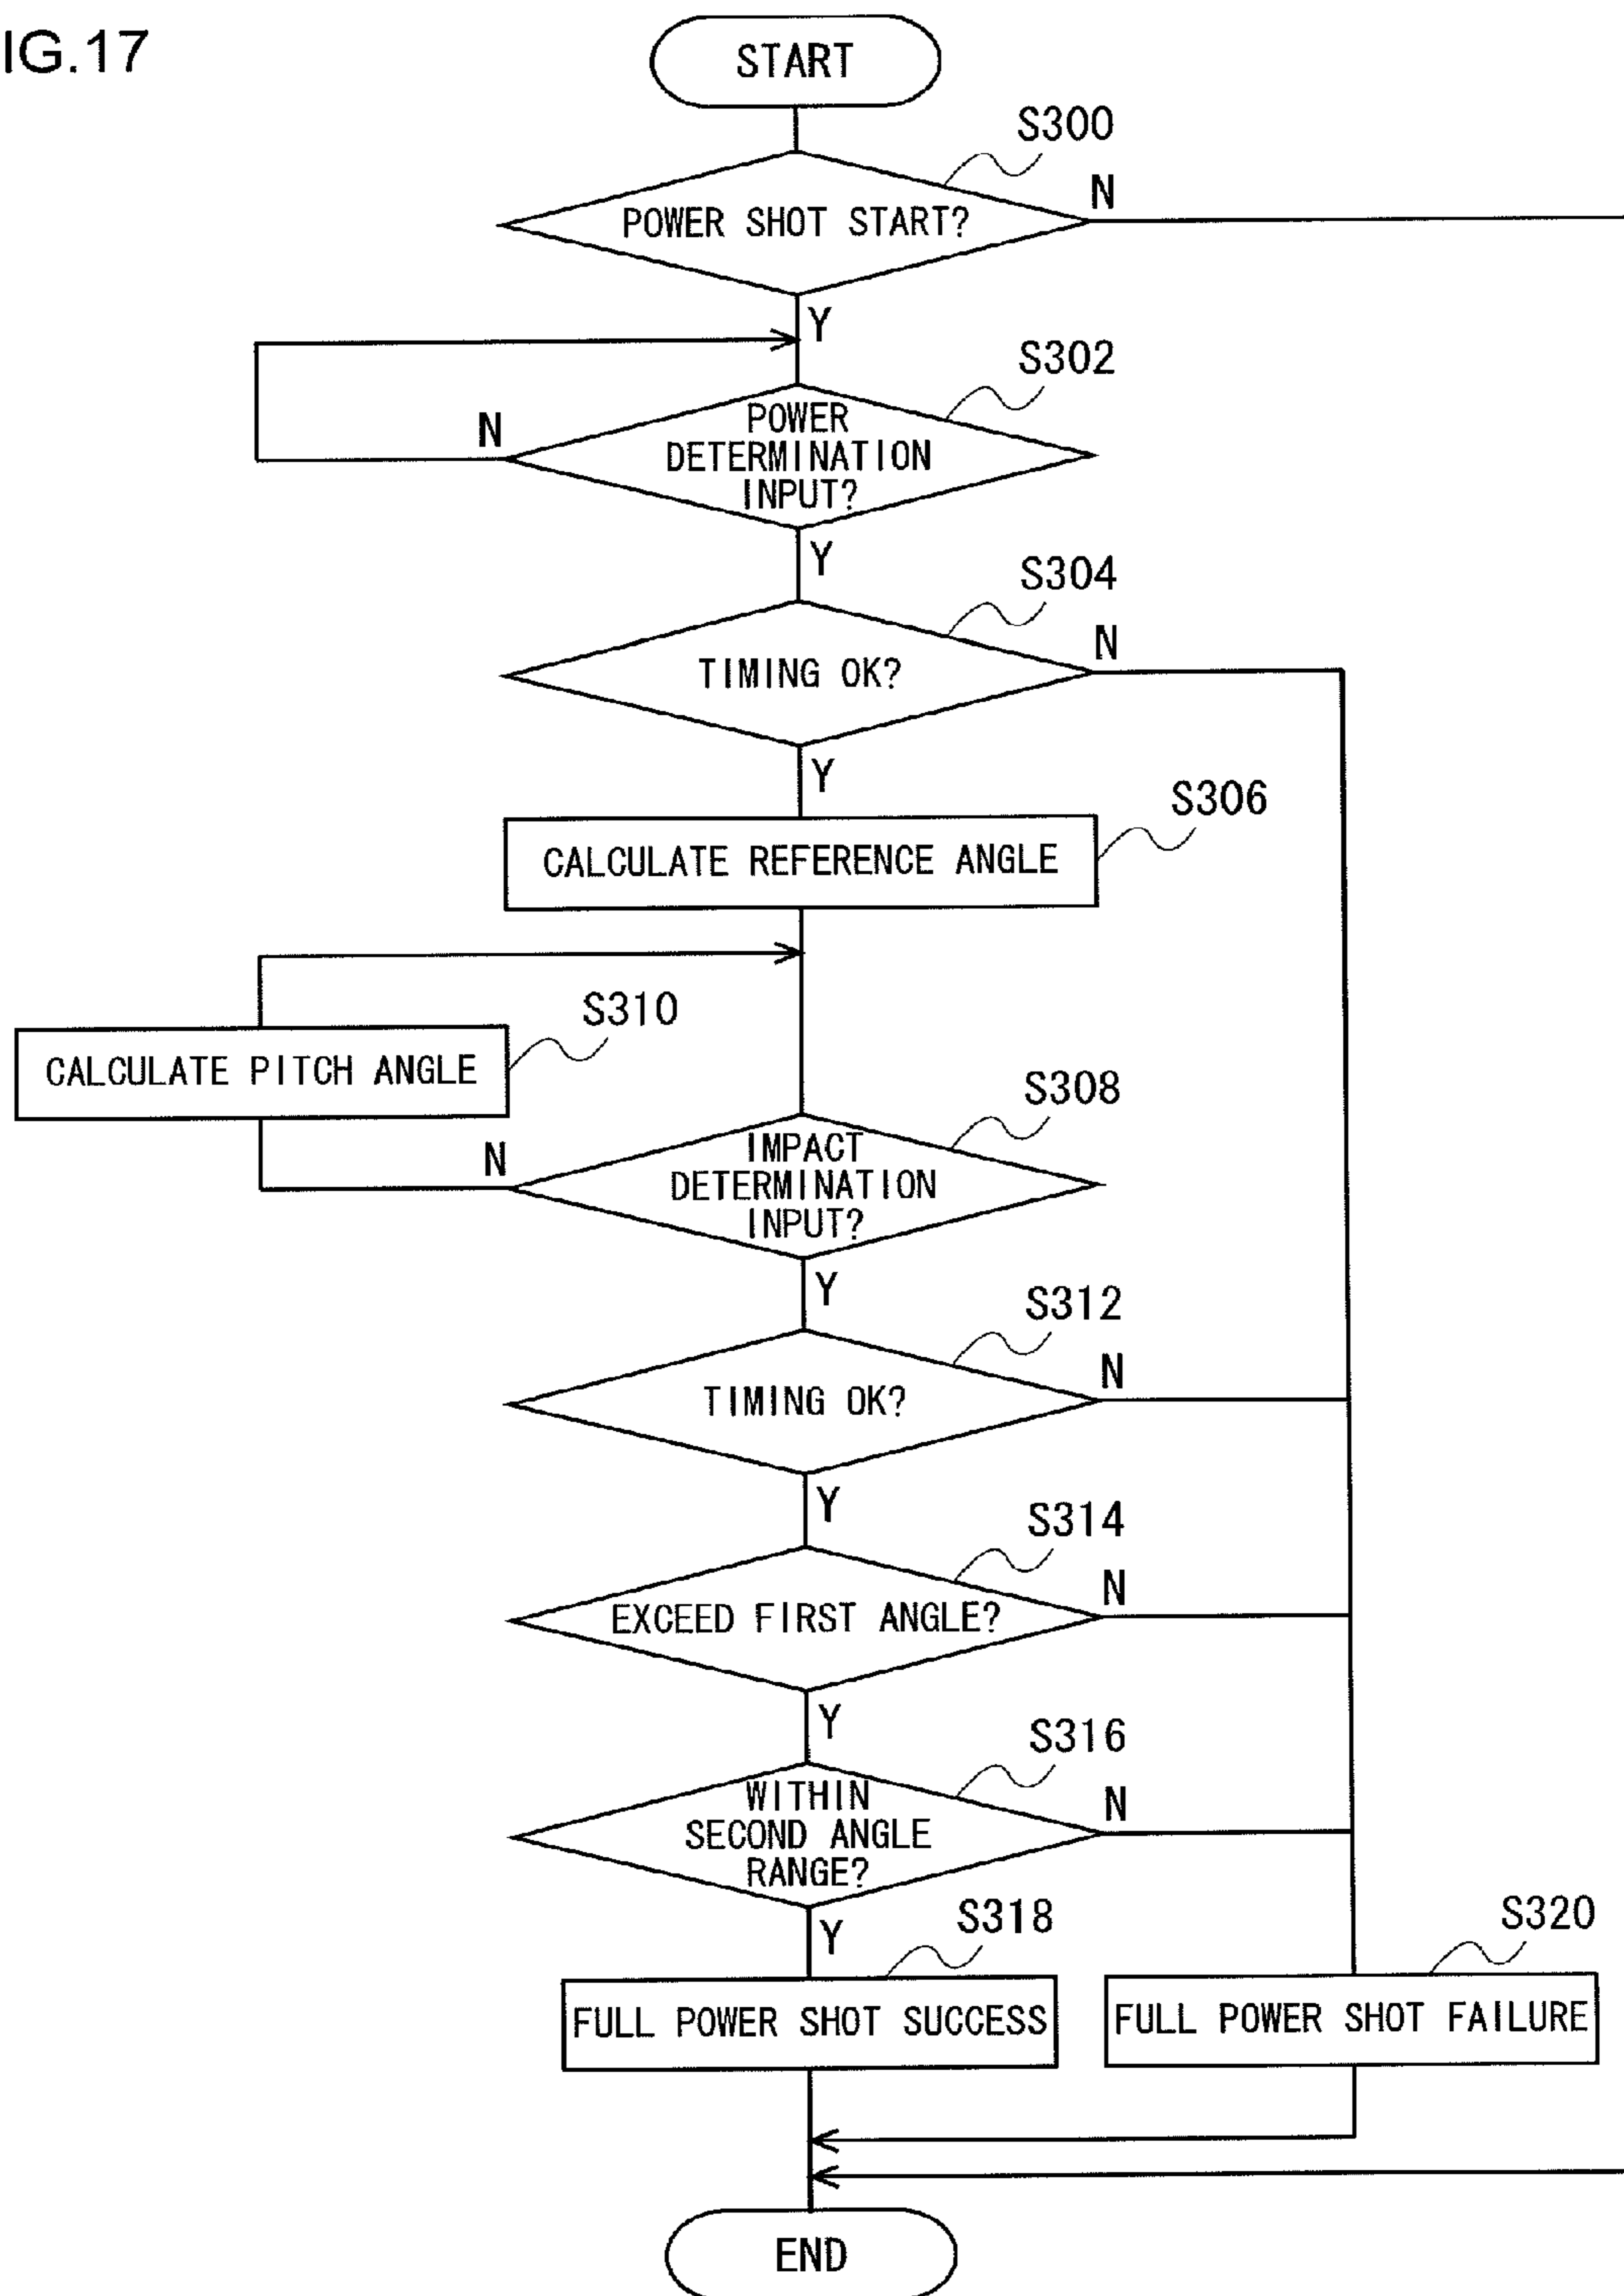 IG.17
START
S300
POWER SHOT START?
N
Y
S302
POWER
DETERMINATION
INPUT?
N
Y
S304
TIMING OK?
N
Y
S306
CALCULATE REFERENCE ANGLE
S310
CALCULATE PITCH ANGLE
S308
IMPACT
DETERMINATION
INPUT?
N
Y
S312
TIMING OK?
N
Y
S314
EXCEED FIRST ANGLE?
N
Y
S316
WITHIN
SECOND ANGLE
RANGE?
N
Y
S318
FULL POWER SHOT SUCCESS
S320
FULL POWER SHOT FAILURE
END